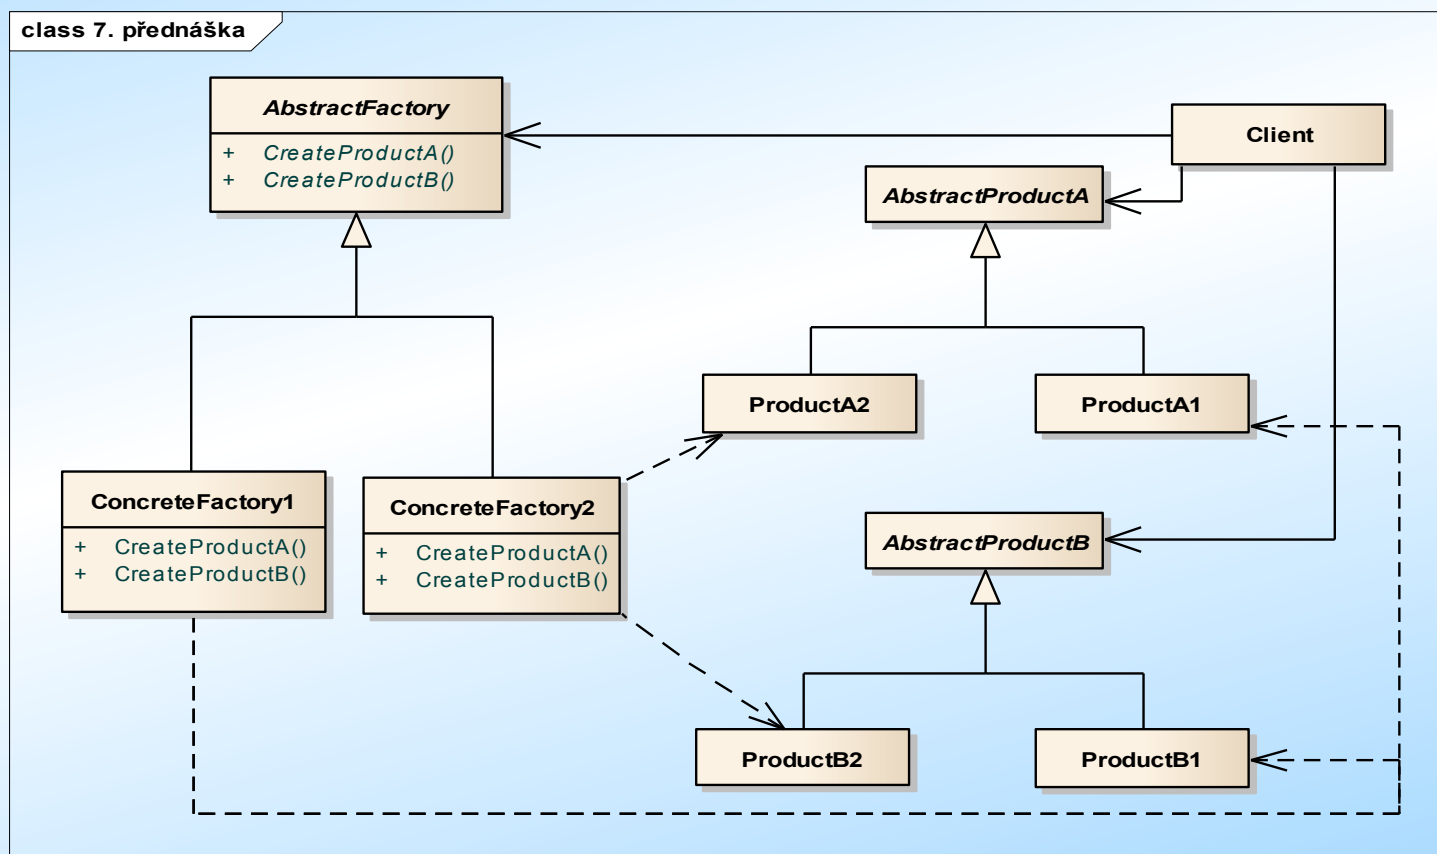 class 7. přednáška
AbstractFactory
+ CreateProductA()
+ CreateProductB()
Client
AbstractProductA
ProductA2
ProductA1
ConcreteFactory1
+ CreateProductA()
+ CreateProductB()
ConcreteFactory2
+ CreateProductA()
+ CreateProductB()
AbstractProductB
ProductB2
ProductB1